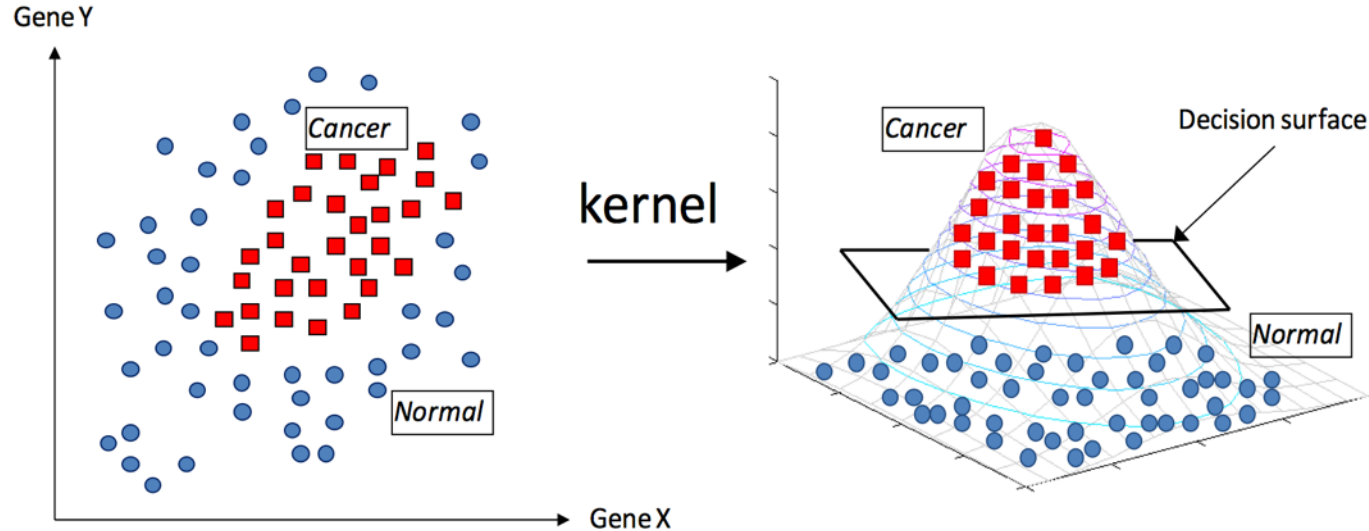 Gene Y
Cancer
Normal
Gene X
kernel
Cancer
Decision surface
Normal